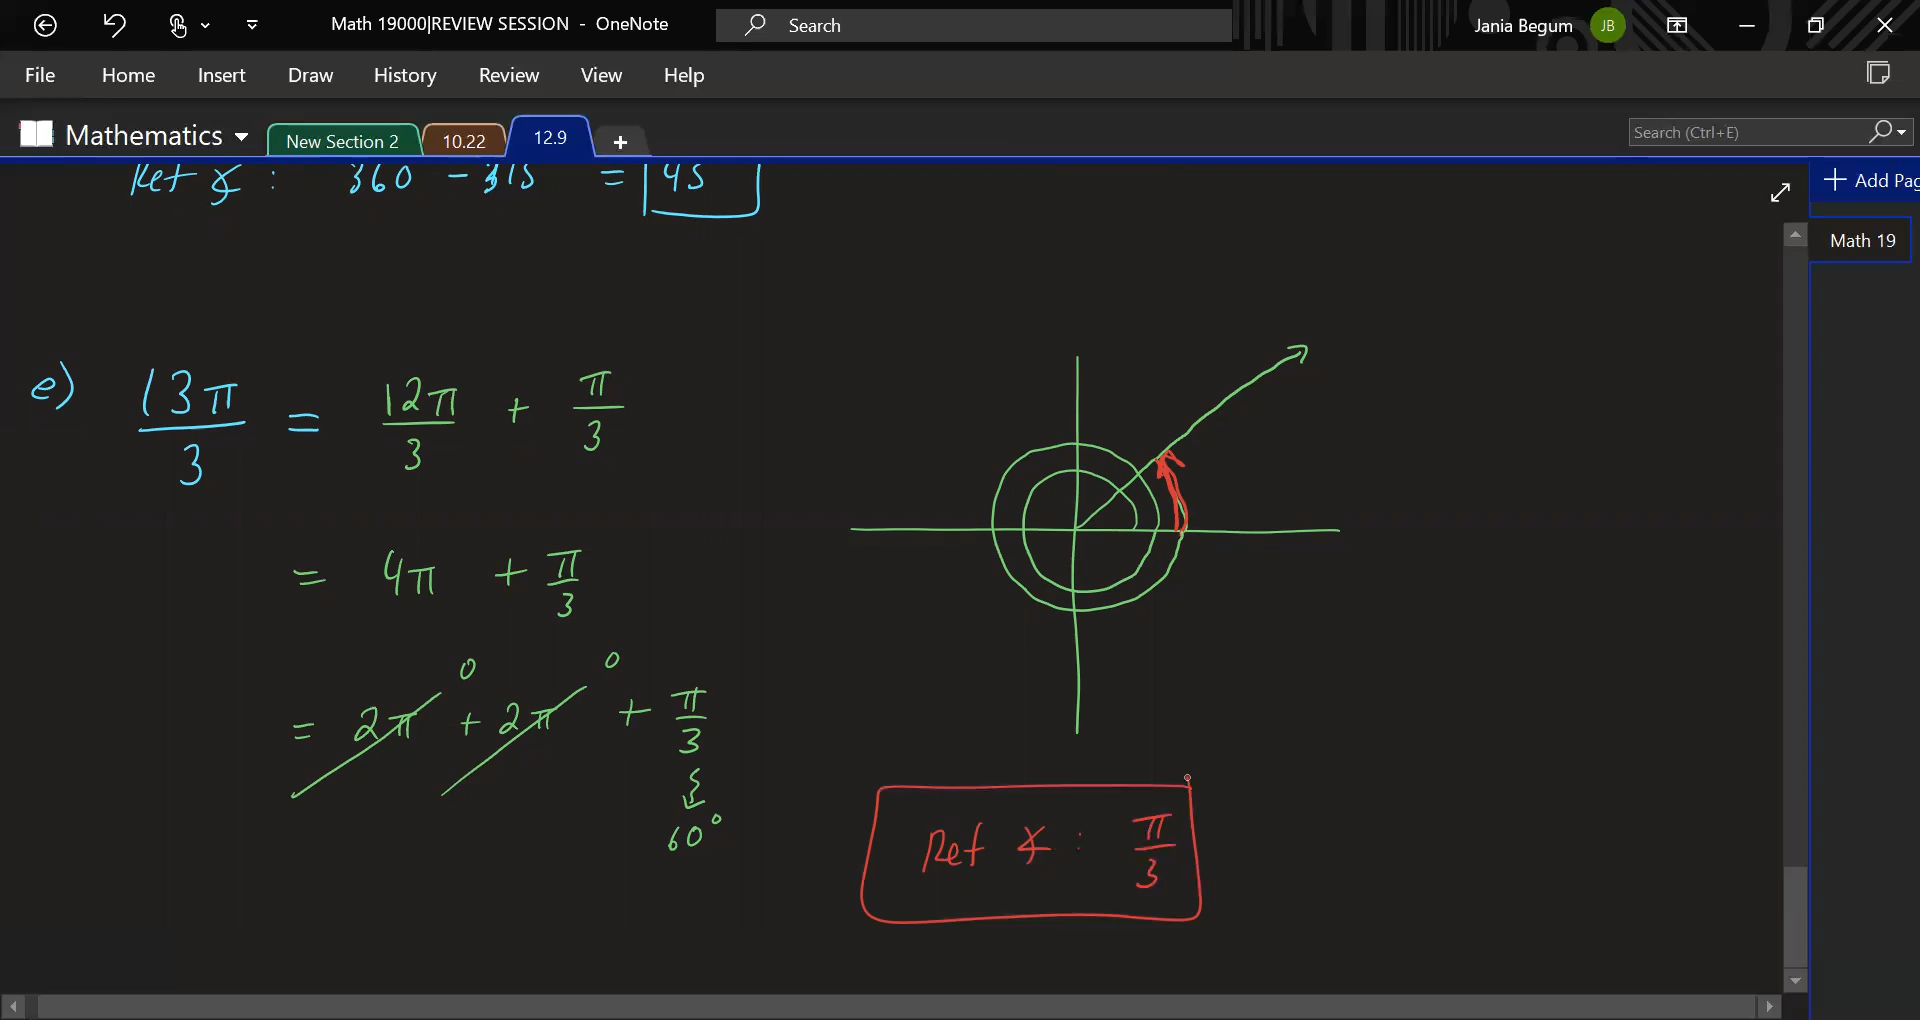 Math 19000|REVIEW SESSION - OneNote
Search
Jania Begum
JB
File Home Insert Draw History Review View Help
Mathematics
New Section 2
10.22
12.9
+
Search (Ctrl+E)
+ Add Pag
Math 19
Ref ∡ : 360 - 315 = 45
e) 13π/3 = 12π/3 + π/3
= 4π + π/3
0 0
= 2π + 2π + π/3
60°
Ref ∡ : π/3